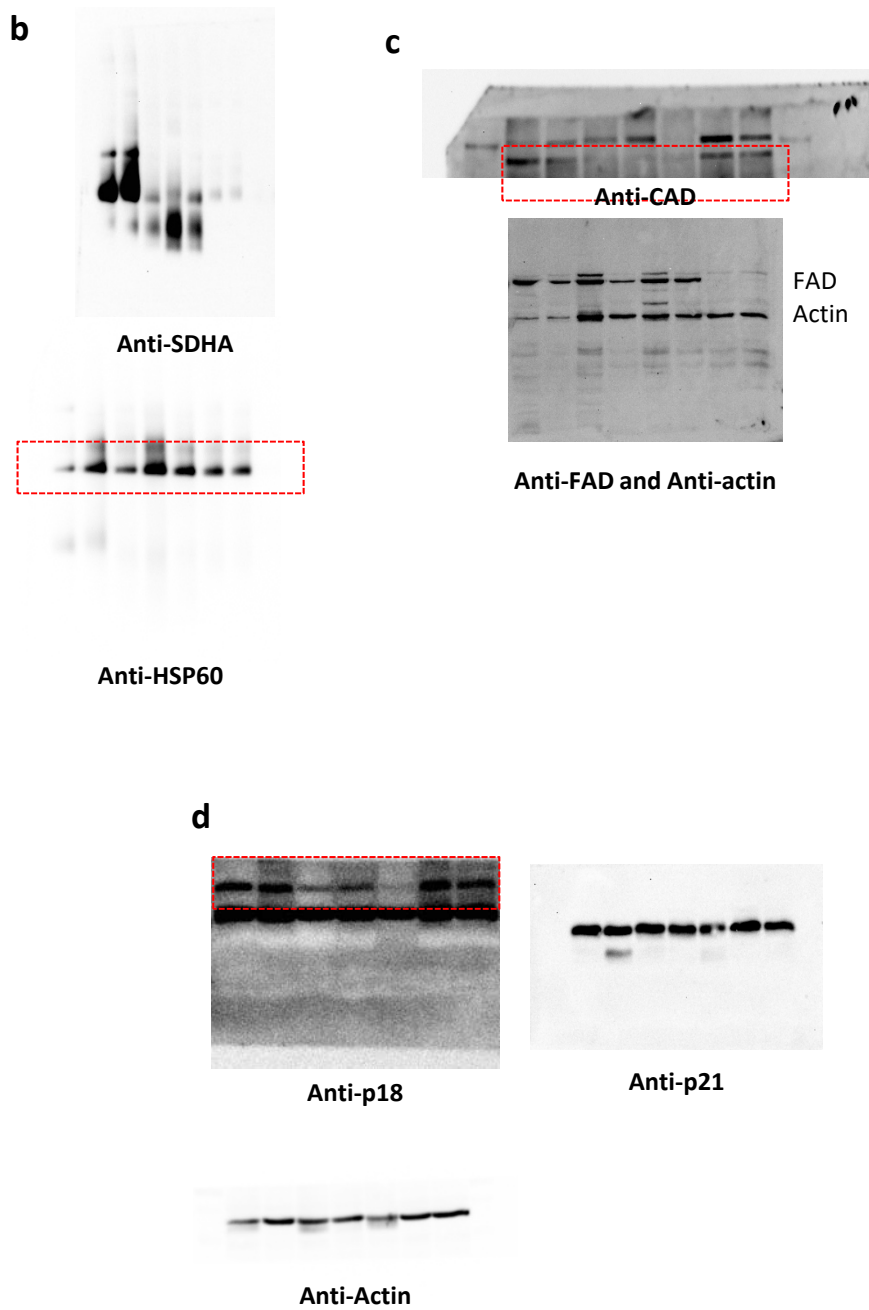 b
Anti-SDHA
Anti-HSP60
c
Anti-CAD
FAD
Actin
Anti-FAD and Anti-actin
d
Anti-p18
Anti-p21
Anti-Actin